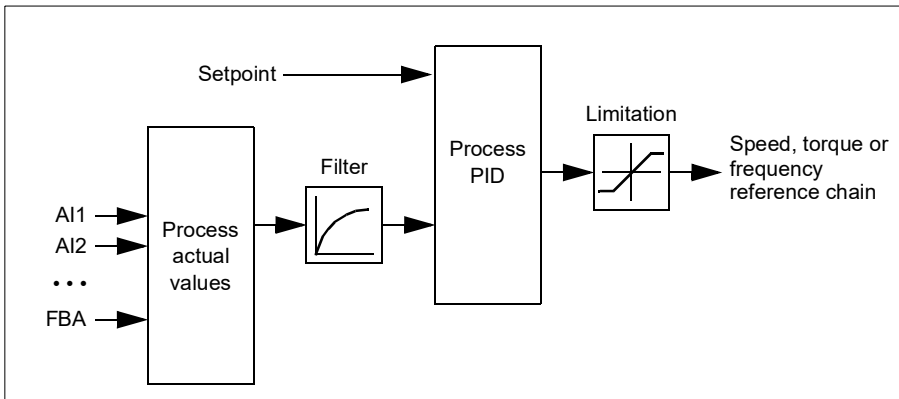 Setpoint
AI1
AI2
...
FBA
Process
actual
values
Filter
Process
PID
Limitation
Speed, torque or
frequency
reference chain